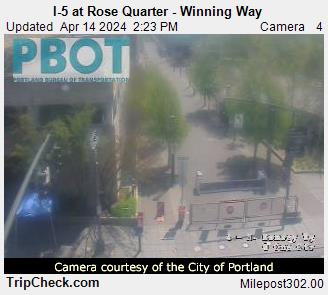 I-5 at Rose Quarter - Winning Way
Updated Apr 14 2024 2:23 PM Camera 4
PBOT
PORTLAND BUREAU OF TRANSPORTATION
Camera courtesy of the City of Portland
TripCheck.com Milepost302.00